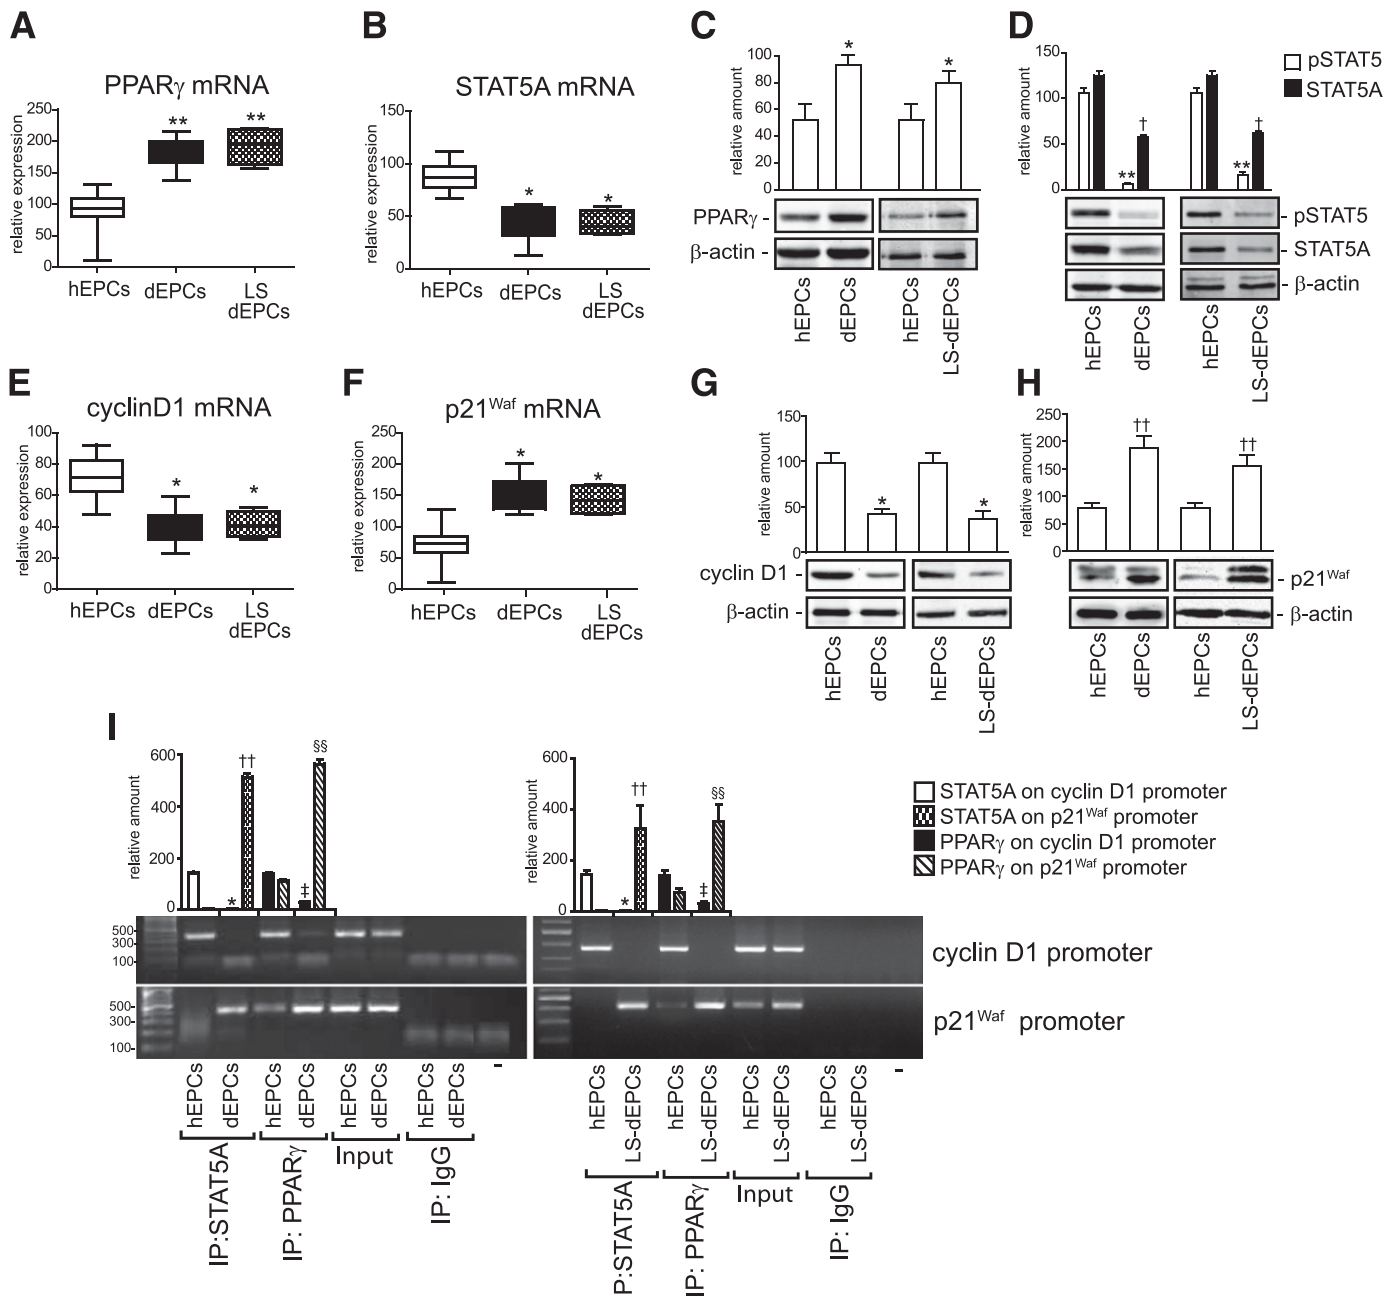 A
PPARγ mRNA
relative expression
250
200
150
100
50
0
** **
hEPCs dEPCs LS
dEPCs
B
STAT5A mRNA
relative expression
150
100
50
0
* *
hEPCs dEPCs LS
dEPCs
C
relative amount
100
80
60
40
20
0
* *
PPARγ -
β-actin -
hEPCs dEPCs hEPCs LS-dEPCs
D
relative amount
150
100
50
0
** † ** †
pSTAT5
STAT5A
- pSTAT5
- STAT5A
- β-actin
hEPCs dEPCs hEPCs LS-dEPCs
E
cyclinD1 mRNA
relative expression
100
80
60
40
20
0
* *
hEPCs dEPCs LS
dEPCs
F
p21Waf mRNA
relative expression
250
200
150
100
50
0
* *
hEPCs dEPCs LS
dEPCs
G
relative amount
150
100
50
0
* *
cyclin D1 -
β-actin -
hEPCs dEPCs hEPCs LS-dEPCs
H
relative amount
250
200
150
100
50
0
†† ††
- p21Waf
- β-actin
hEPCs dEPCs hEPCs LS-dEPCs
I
relative amount
600
400
200
0
* †† ‡ §§
relative amount
600
400
200
0
* †† ‡ §§
STAT5A on cyclin D1 promoter
STAT5A on p21Waf promoter
PPARγ on cyclin D1 promoter
PPARγ on p21Waf promoter
500
300
100
cyclin D1 promoter
500
300
100
p21Waf promoter
hEPCs dEPCs hEPCs dEPCs hEPCs dEPCs hEPCs dEPCs -
IP:STAT5A IP: PPARγ Input IP: IgG
hEPCs LS-dEPCs hEPCs LS-dEPCs hEPCs LS-dEPCs hEPCs LS-dEPCs -
P:STAT5A IP: PPARγ Input IP: IgG